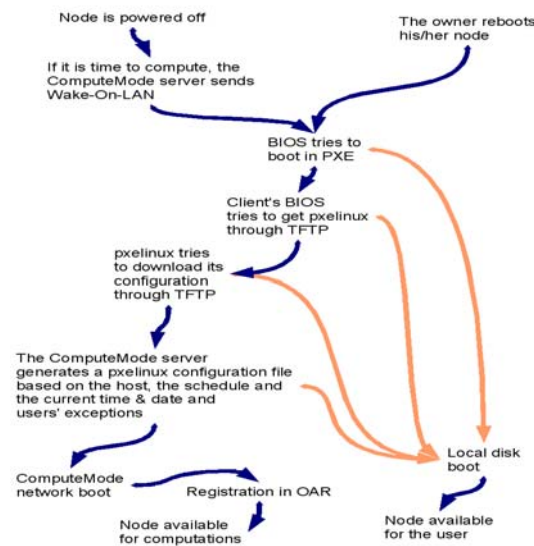 Node is powered off
The owner reboots
his/her node
If it is time to compute, the
ComputeMode server sends
Wake-On-LAN
BIOS tries to
boot in PXE
Client's BIOS
tries to get pxelinux
through TFTP
pxelinux tries
to download its
configuration
through TFTP
The ComputeMode server
generates a pxelinux configuration file
based on the host, the schedule and
the current time & date and
users' exceptions
Local disk
boot
ComputeMode
network boot
Registration in OAR
Node available
for computations
Node available
for the user